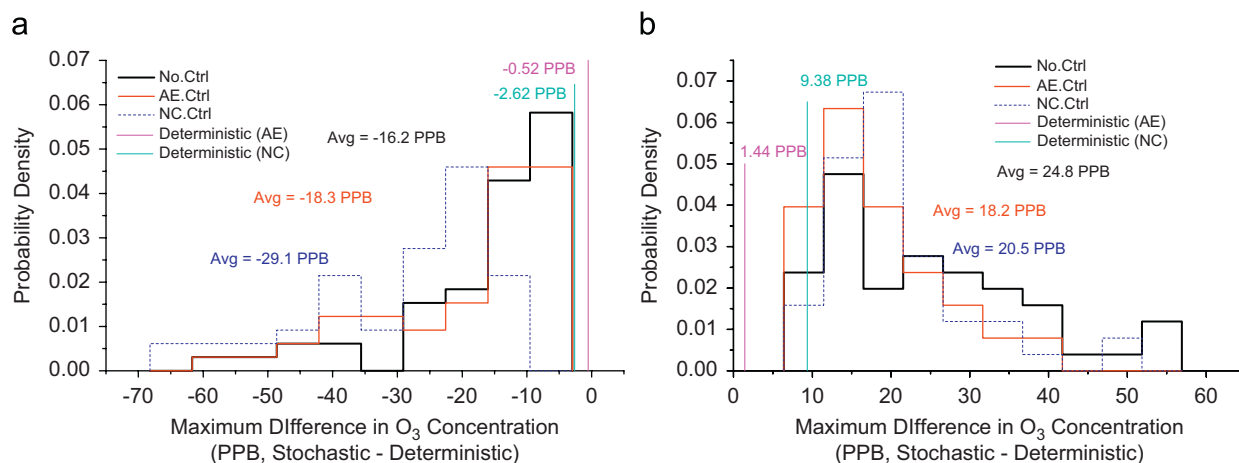 a
Probability Density
0.07
0.06
0.05
0.04
0.03
0.02
0.01
0.00
No.Ctrl
AE.Ctrl
NC.Ctrl
Deterministic (AE)
Deterministic (NC)
-0.52 PPB
-2.62 PPB
Avg = -16.2 PPB
Avg = -18.3 PPB
Avg = -29.1 PPB
-70 -60 -50 -40 -30 -20 -10 0
Maximum DIfference in O3 Concentration
(PPB, Stochastic - Deterministic)
b
Probability Density
0.07
0.06
0.05
0.04
0.03
0.02
0.01
0.00
No.Ctrl
AE.Ctrl
NC.Ctrl
Deterministic (AE)
Deterministic (NC)
9.38 PPB
1.44 PPB
Avg = 24.8 PPB
Avg = 18.2 PPB
Avg = 20.5 PPB
0 10 20 30 40 50 60
Maximum DIfference in O3 Concentration
(PPB, Stochastic - Deterministic)